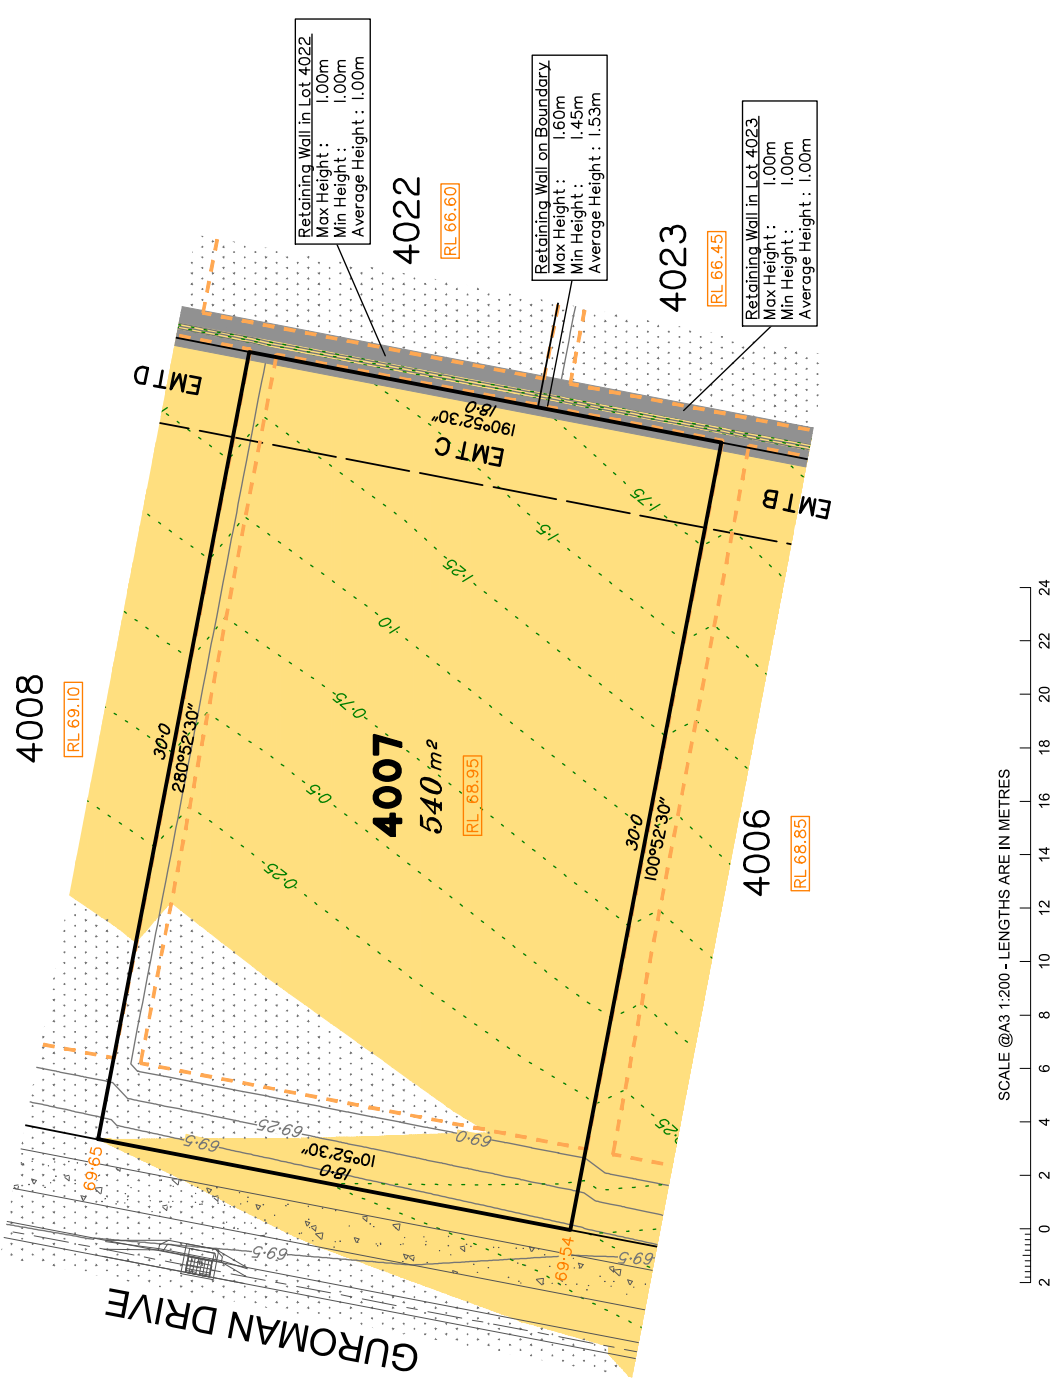 Retaining Wall in Lot 4022
Max Height : 1.00m
Min Height : 1.00m
Average Height : 1.00m
Retaining Wall on Boundary
Max Height : 1.60m
Min Height : 1.45m
Average Height : 1.53m
Retaining Wall in Lot 4023
Max Height : 1.00m
Min Height : 1.00m
Average Height : 1.00m
4022
RL 66.60
4023
RL 66.45
EMT D
EMT C
EMT B
18·0
190°52'30"
1·75
1·5
1·25
1·0
0·75
0·5
0·25
0·25
4008
RL 69.10
30·0
280°52'30"
4007
540 m²
RL 68.95
30·0
100°52'30"
4006
RL 68.85
69·65
69·5
69·25
69·0
10°52'30"
18·0
69·5
69·54
69·5
GUROMAN DRIVE
SCALE @A3 1:200 - LENGTHS ARE IN METRES
2 0 2 4 6 8 10 12 14 16 18 20 22 24